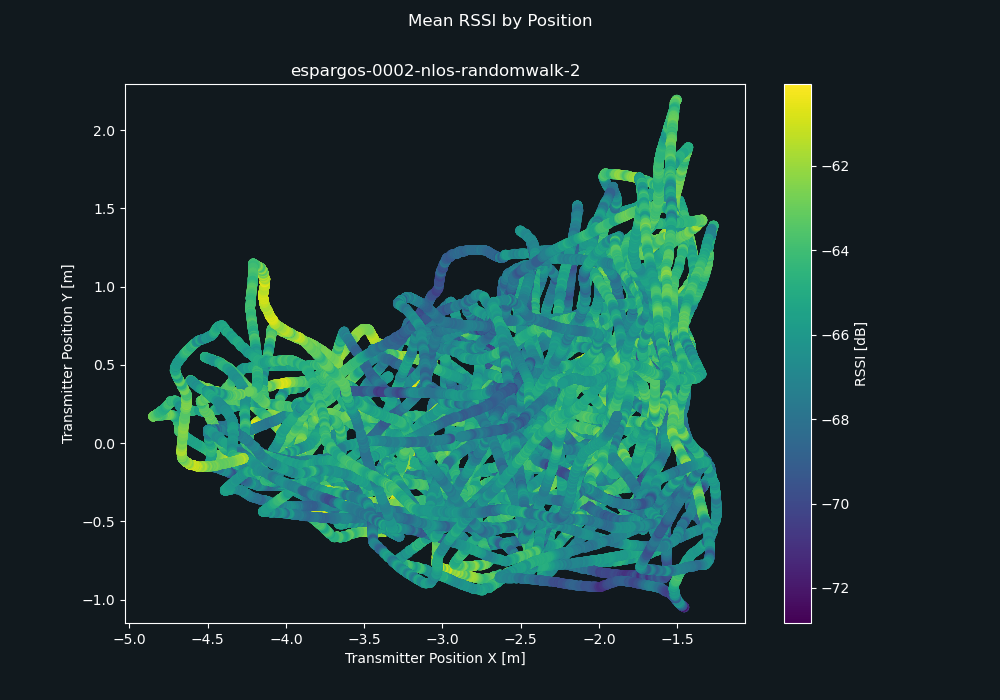 Mean RSSI by Position
espargos-0002-nlos-randomwalk-2
2.0
1.5
1.0
0.5
0.0
−0.5
−1.0
Transmitter Position Y [m]
−5.0 −4.5 −4.0 −3.5 −3.0 −2.5 −2.0 −1.5
Transmitter Position X [m]
−62
−64
−66
−68
−70
−72
RSSI [dB]